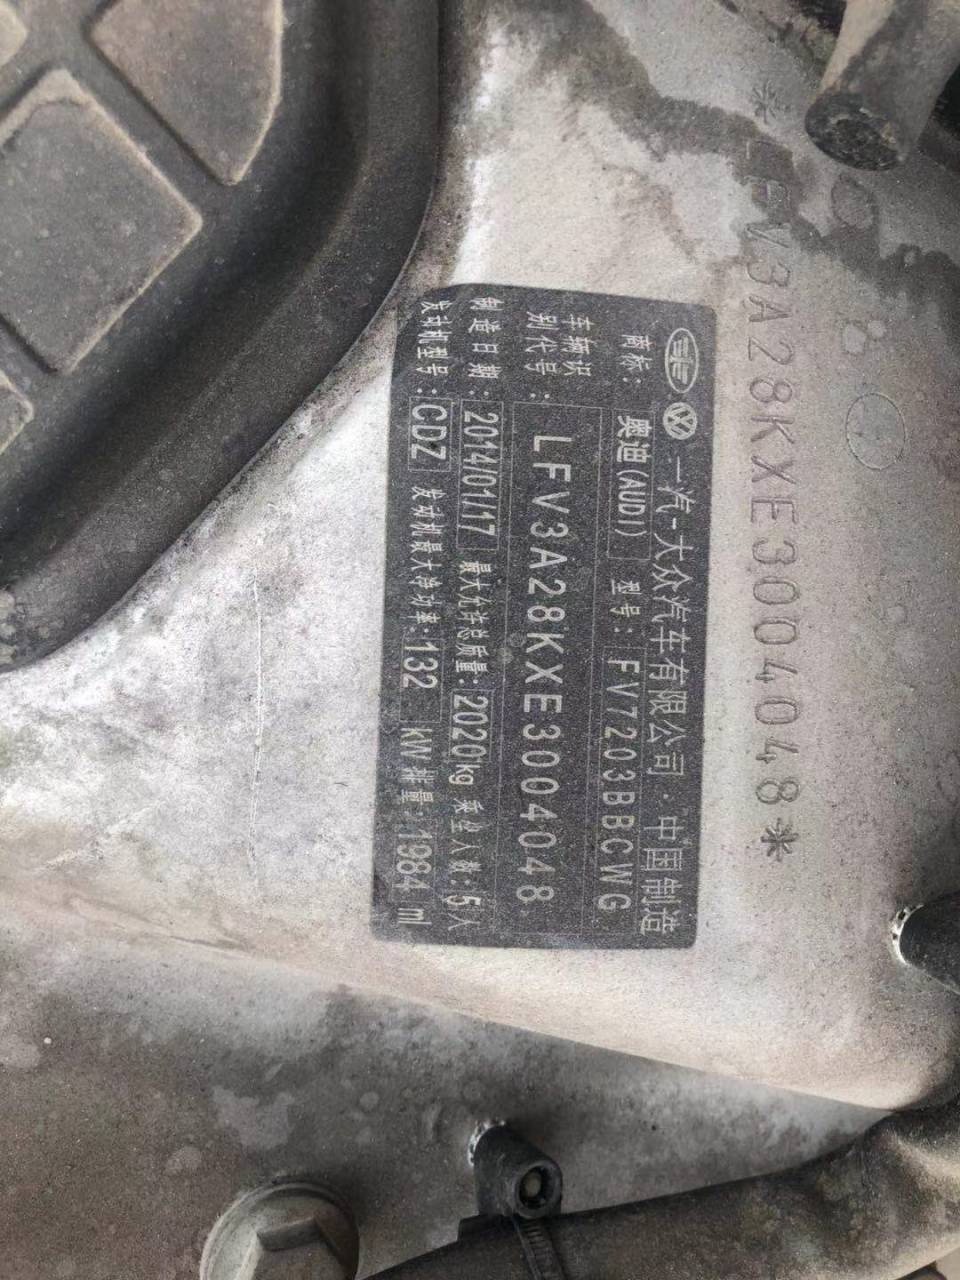 *LFV3A28KXE3004048*
一汽-大众汽车有限公司·中国制造
商标: 奥迪(AUDI) 型号: FV7203BBCWG
车辆识
别代号: LFV3A28KXE3004048
制造日期: 2014/01/17 最大允许总质量: 2020kg 乘坐人数: 5人
发动机型号: CDZ 发动机最大净功率: 132 kW 排量: 1984 ml